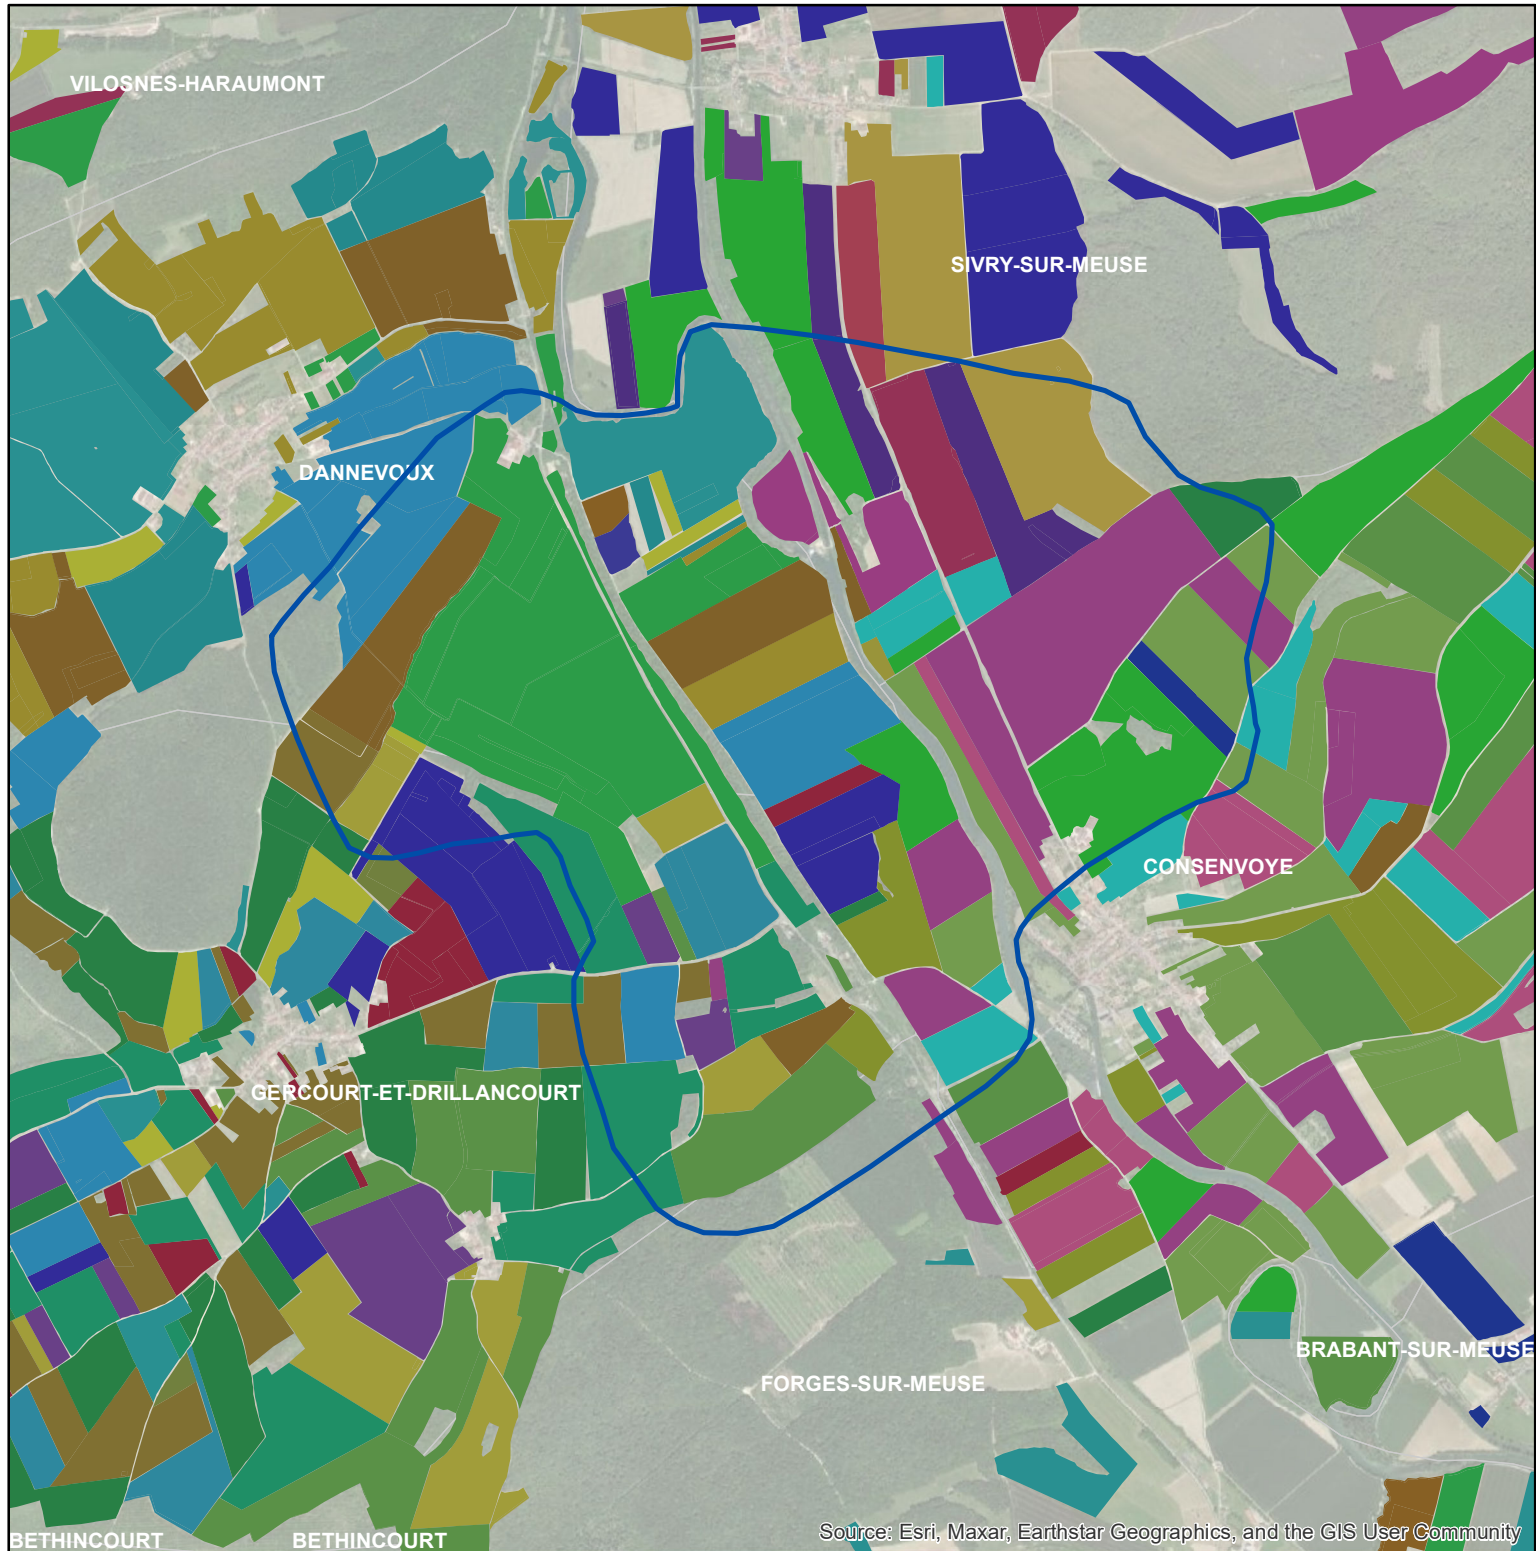 VILOSNES-HARAUMONT
SIVRY-SUR-MEUSE
DANNEVOUX
CONSENVOYE
GERCOURT-ET-DRILLANCOURT
BRABANT-SUR-MEUSE
FORGES-SUR-MEUSE
BETHINCOURT
BETHINCOURT
Source: Esri, Maxar, Earthstar Geographics, and the GIS User Community